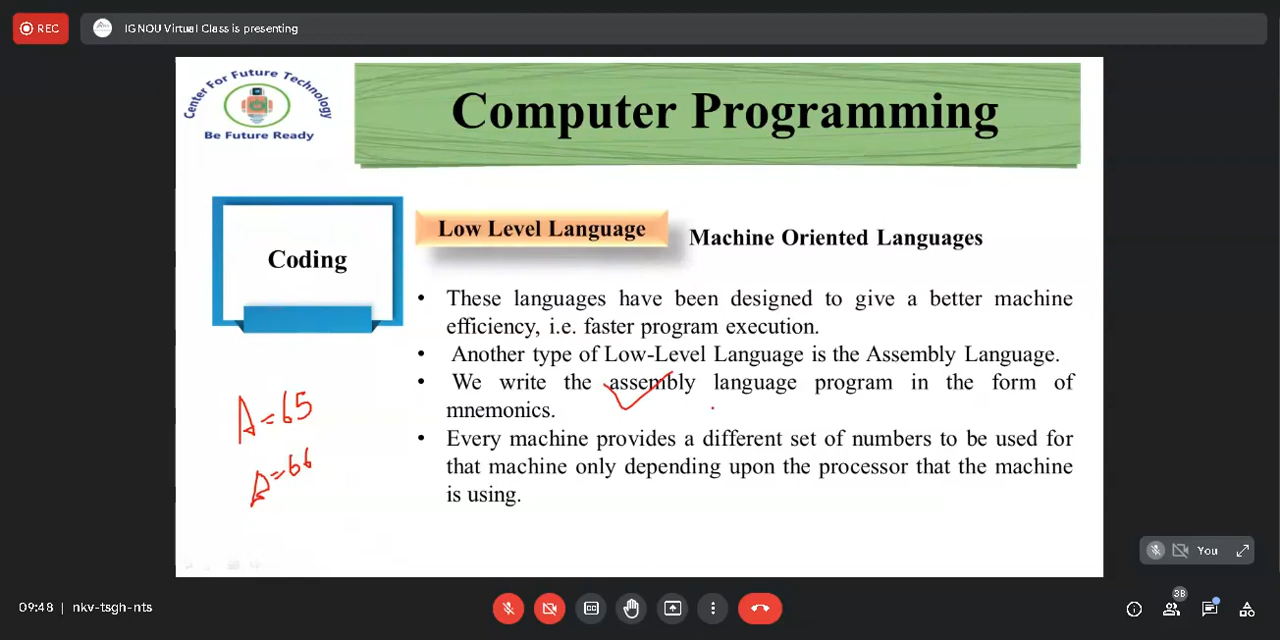 REC
IGNOU Virtual Class is presenting
Center For Future Technology
Be Future Ready
Computer Programming
Coding
Low Level Language
Machine Oriented Languages
• These languages have been designed to give a better machine
efficiency, i.e. faster program execution.
• Another type of Low-Level Language is the Assembly Language.
• We write the assembly language program in the form of
mnemonics.
• Every machine provides a different set of numbers to be used for
that machine only depending upon the processor that the machine
is using.
A=65
B=66
You
09:48 | nkv-tsgh-nts
38